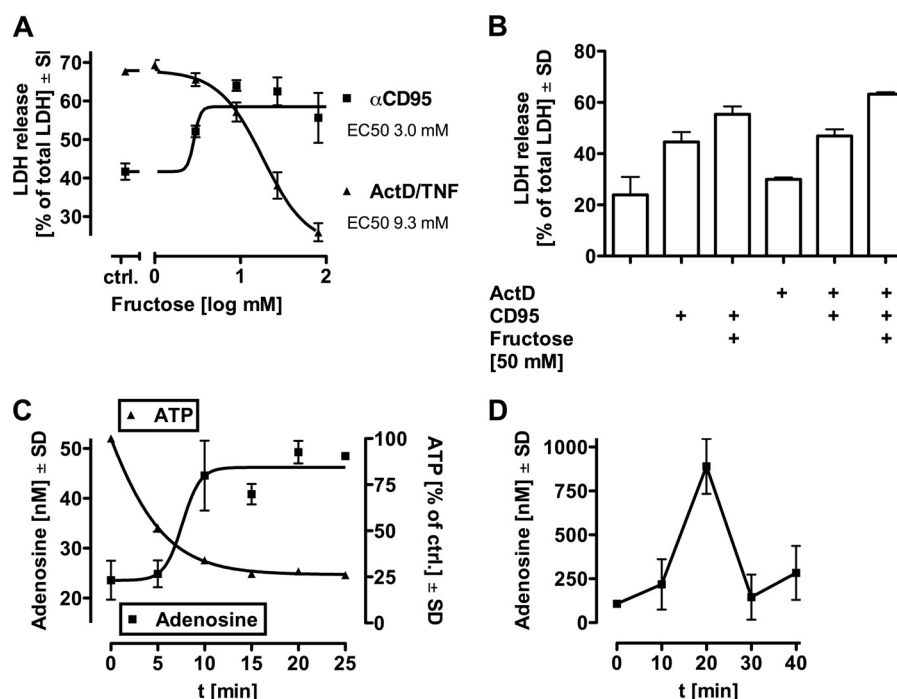 A
LDH release
[% of total LDH] ± SI
70
60
50
40
30
ctrl.
0
1
2
Fructose [log mM]
αCD95
EC50 3.0 mM
ActD/TNF
EC50 9.3 mM
B
LDH release
[% of total LDH] ± SD
80
60
40
20
0
ActD + + +
CD95 + + + +
Fructose + +
[50 mM]
C
ATP
Adenosine [nM] ± SD
50
40
30
20
Adenosine
100
75
50
25
0
ATP [% of ctrl.] ± SD
0 5 10 15 20 25
t [min]
D
Adenosine [nM] ± SD
1000
750
500
250
0
0 10 20 30 40
t [min]